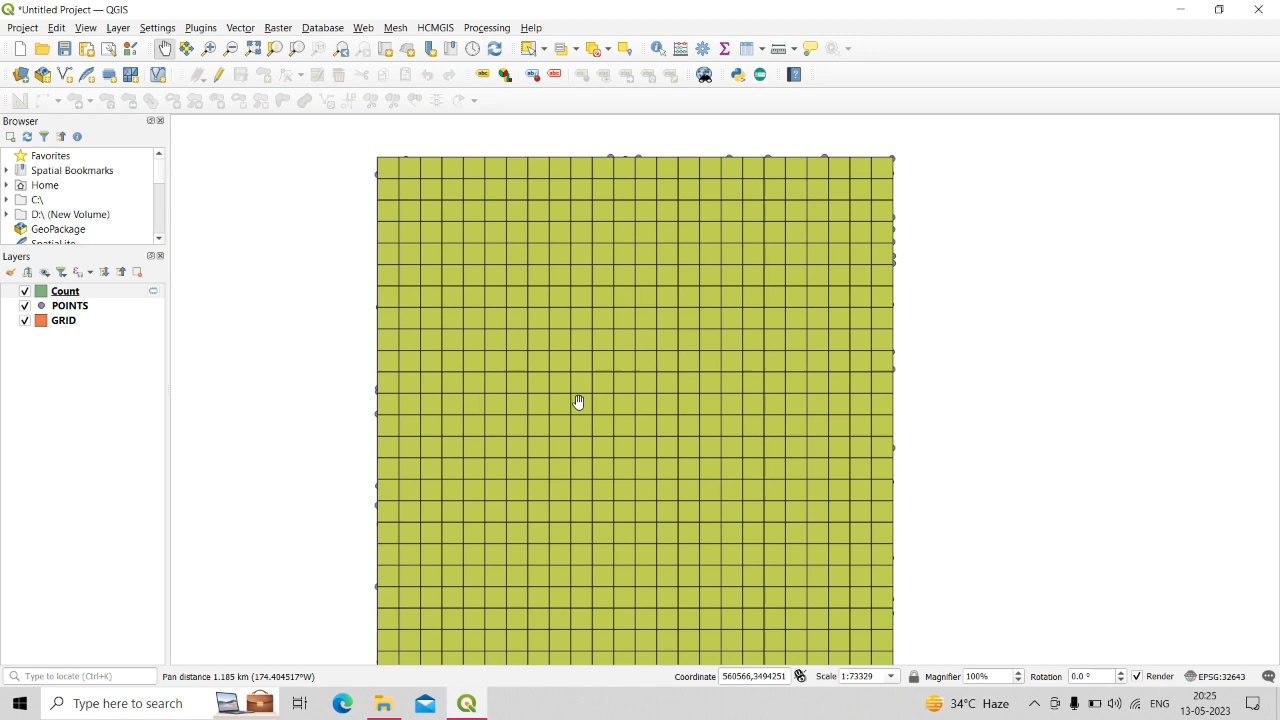 *Untitled Project — QGIS
Project Edit View Layer Settings Plugins Vector Raster Database Web Mesh HCMGIS Processing Help
Browser
Favorites
Spatial Bookmarks
Home
C:\
D:\ (New Volume)
GeoPackage
SpatiaLite
Layers
Count
POINTS
GRID
Type to locate (Ctrl+K) Pan distance 1.185 km (174.404517°W) Coordinate 560566,3494251 Scale 1:73329 Magnifier 100% Rotation 0.0 ° Render EPSG:32643
Type here to search 34°C Haze ENG 20:25
13-05-2023